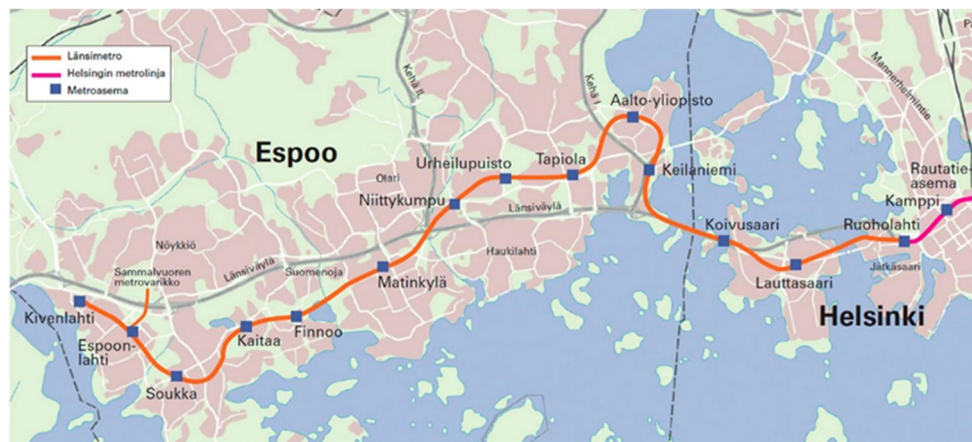 Länsimetro
Helsingin metrolinja
Metroasema
Espoo
Helsinki
Kehä II
Kehä I
Mannerheimintie
Aalto-yliopisto
Urheilupuisto
Tapiola
Keilaniemi
Rautatie-
asema
Kamppi
Olari
Niittykumpu
Länsiväylä
Koivusaari
Ruoholahti
Nöykkiö
Haukilahti
Jätkäsaari
Sammalvuoren
metrovarikko
Länsiväylä
Suomenoja
Matinkylä
Lauttasaari
Kivenlahti
Espoon-
lahti
Kaitaa
Finnoo
Soukka